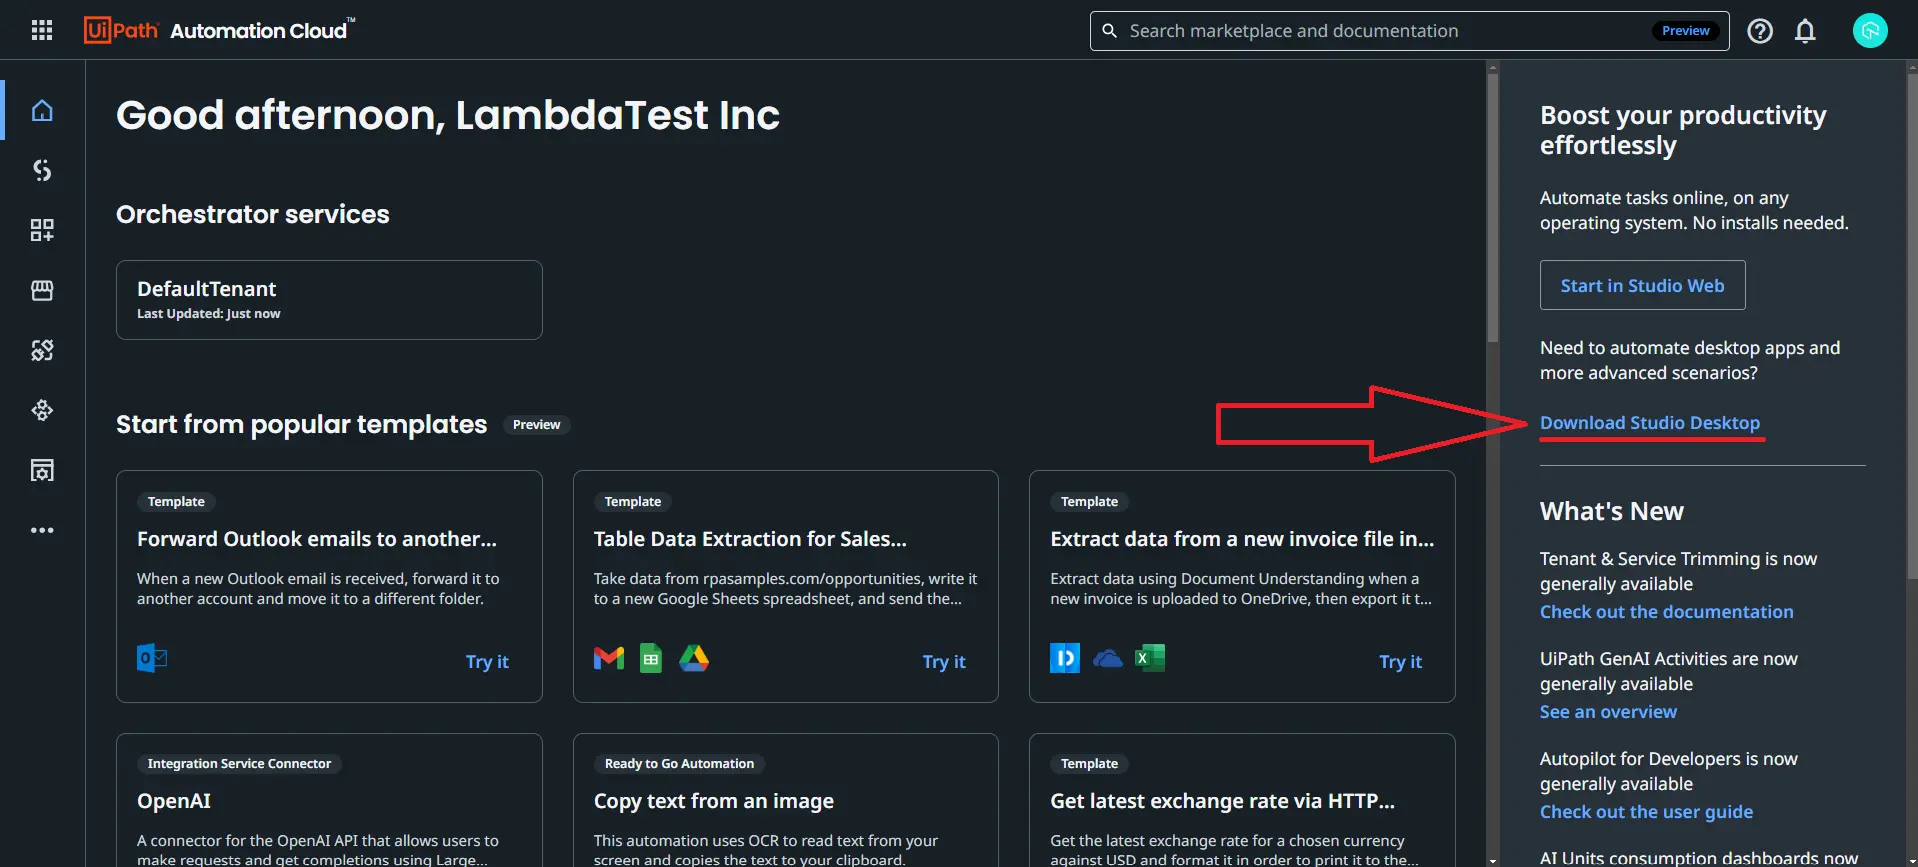 UiPath Automation Cloud™
Search marketplace and documentation
Preview
Good afternoon, LambdaTest Inc
Orchestrator services
DefaultTenant
Last Updated: Just now
Start from popular templates Preview
Template
Forward Outlook emails to another...
When a new Outlook email is received, forward it to
another account and move it to a different folder.
Try it
Template
Table Data Extraction for Sales...
Take data from rpasamples.com/opportunities, write it
to a new Google Sheets spreadsheet, and send the...
Try it
Template
Extract data from a new invoice file in...
Extract data using Document Understanding when a
new invoice is uploaded to OneDrive, then export it t...
Try it
Integration Service Connector
OpenAI
A connector for the OpenAI API that allows users to
make requests and get completions using Large...
Ready to Go Automation
Copy text from an image
This automation uses OCR to read text from your
screen and copies the text to your clipboard.
Template
Get latest exchange rate via HTTP...
Get the latest exchange rate for a chosen currency
against USD and format it in order to print it to the...
Boost your productivity
effortlessly
Automate tasks online, on any
operating system. No installs needed.
Start in Studio Web
Need to automate desktop apps and
more advanced scenarios?
Download Studio Desktop
What's New
Tenant & Service Trimming is now
generally available
Check out the documentation
UiPath GenAI Activities are now
generally available
See an overview
Autopilot for Developers is now
generally available
Check out the user guide
AI Units consumption dashboards now